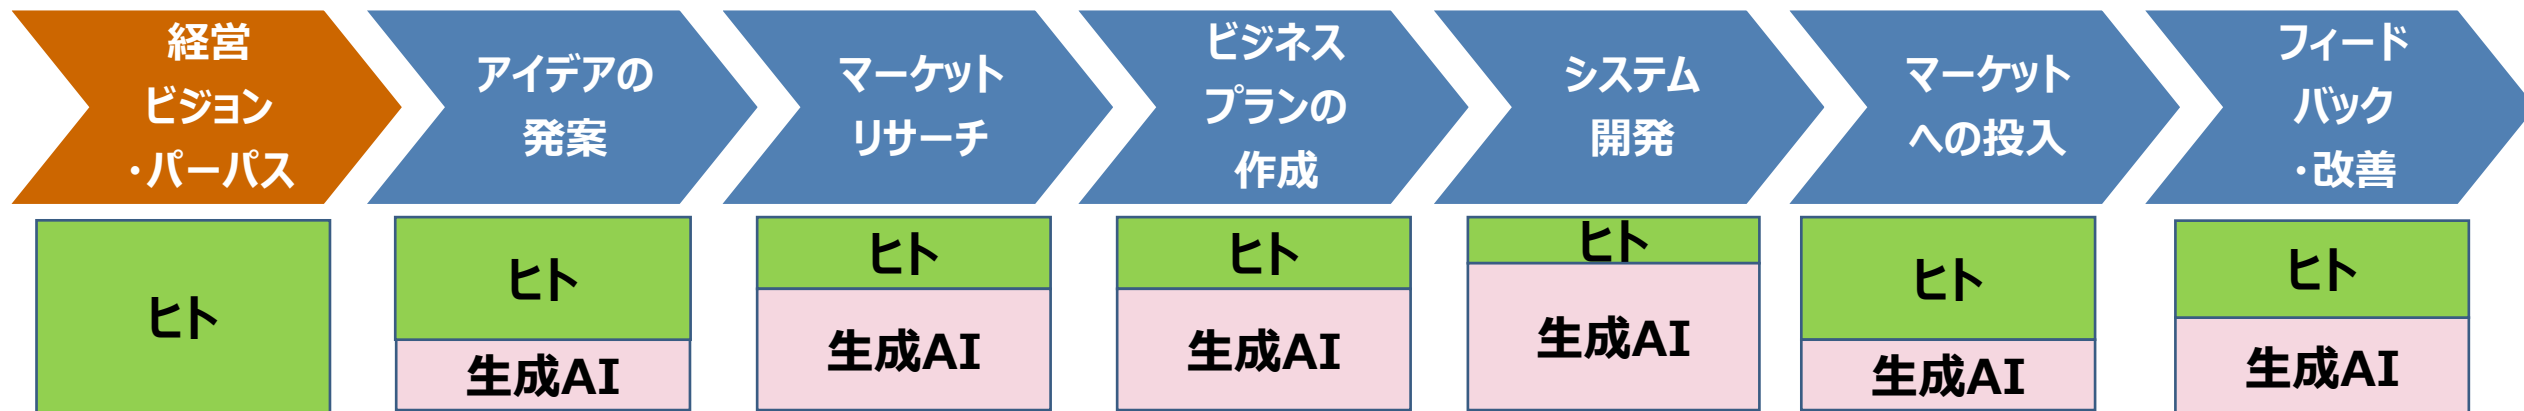 経営
ビジョン
・パーパス
アイデアの
発案
マーケット
リサーチ
ビジネス
プランの
作成
システム
開発
マーケット
への投入
フィード
バック
・改善
ヒト
ヒト
生成AI
ヒト
生成AI
ヒト
生成AI
ヒト
生成AI
ヒト
生成AI
ヒト
生成AI